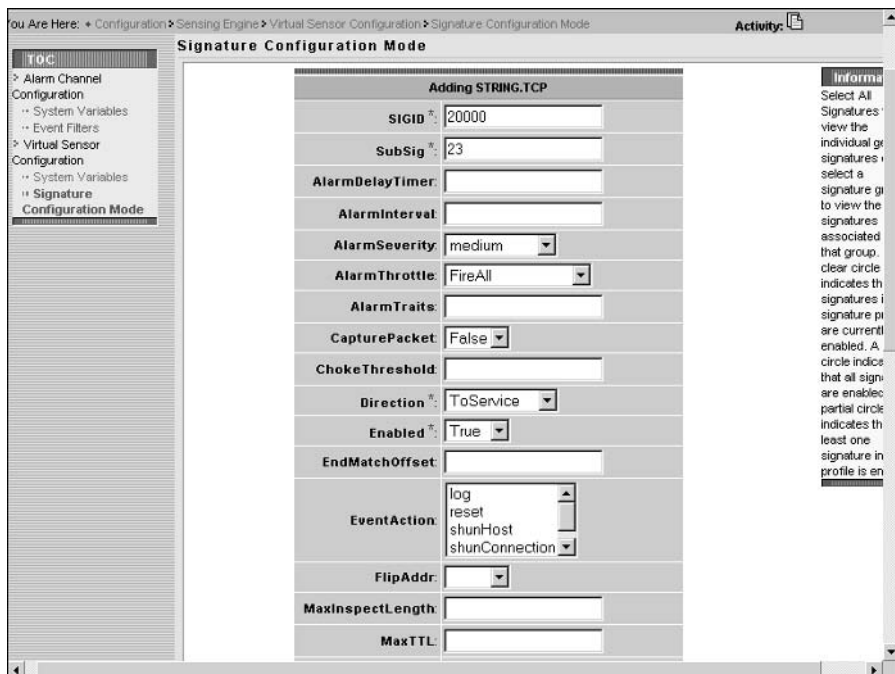 ou Are Here: Configuration > Sensing Engine > Virtual Sensor Configuration > Signature Configuration Mode
Activity:
Signature Configuration Mode
TOC
> Alarm Channel
Configuration
·· System Variables
·· Event Filters
> Virtual Sensor
Configuration
·· System Variables
·· Signature
Configuration Mode
Adding STRING.TCP
SIGID *: 20000
SubSig *: 23
AlarmDelayTimer:
AlarmInterval:
AlarmSeverity: medium
AlarmThrottle: FireAll
AlarmTraits:
CapturePacket: False
ChokeThreshold:
Direction *: ToService
Enabled *: True
EndMatchOffset:
EventAction:
log
reset
shunHost
shunConnection
FlipAddr:
MaxInspectLength:
MaxTTL:
Informa
Select All
Signatures
view the
individual ge
signatures
select a
signature gr
to view the
signatures
associated
that group.
clear circle
indicates th
signatures i
signature pr
are currentl
enabled. A
circle indica
that all sign
are enabled
partial circle
indicates th
least one
signature in
profile is en